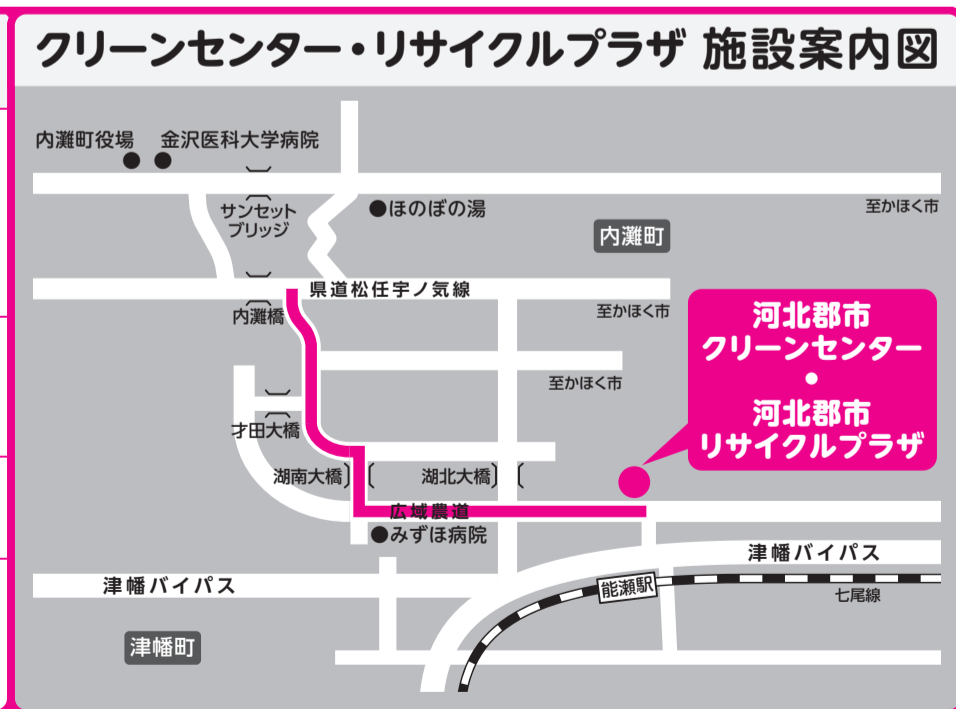 クリーンセンター・リサイクルプラザ 施設案内図
内灘町役場
金沢医科大学病院
サンセット
ブリッジ
●ほのぼの湯
至かほく市
内灘町
県道松任宇ノ気線
内灘橋
至かほく市
河北郡市
クリーンセンター
・
河北郡市
リサイクルプラザ
至かほく市
才田大橋
湖南大橋
湖北大橋
広域農道
●みずほ病院
津幡バイパス
津幡バイパス
能瀬駅
七尾線
津幡町